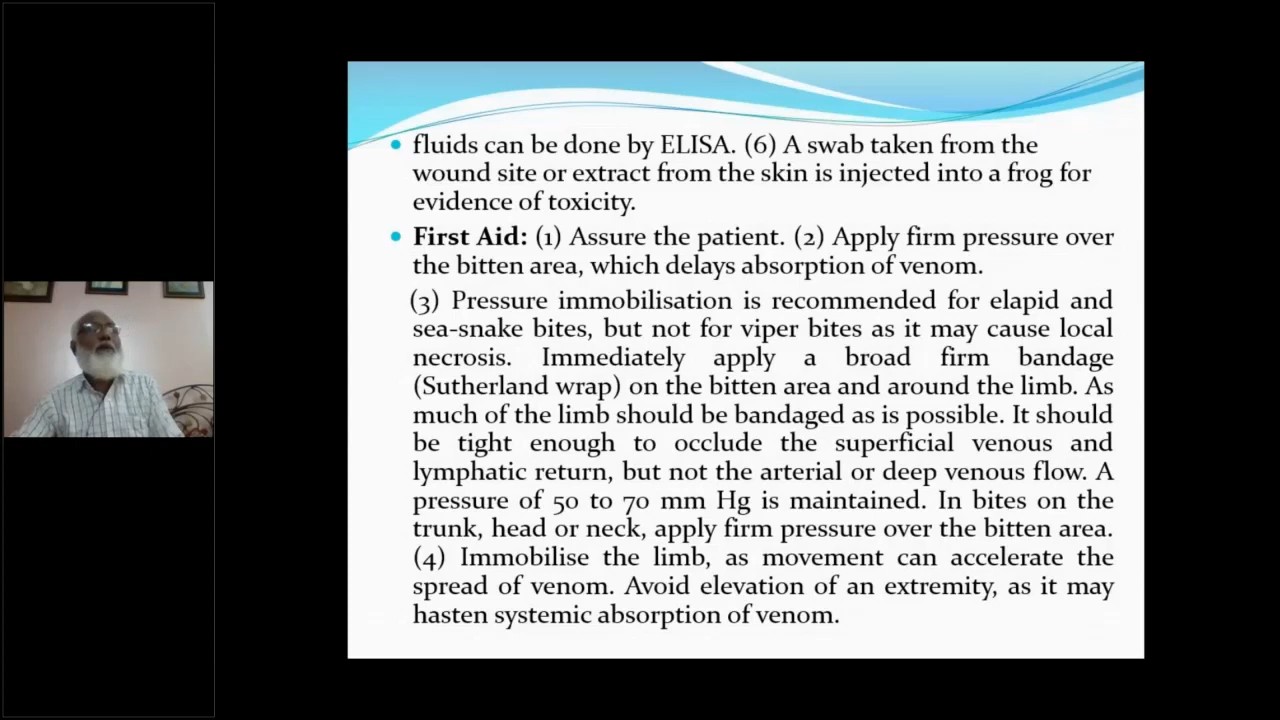 fluids can be done by ELISA. (6) A swab taken from the
wound site or extract from the skin is injected into a frog for
evidence of toxicity.
First Aid: (1) Assure the patient. (2) Apply firm pressure over
the bitten area, which delays absorption of venom.
(3) Pressure immobilisation is recommended for elapid and
sea-snake bites, but not for viper bites as it may cause local
necrosis. Immediately apply a broad firm bandage
(Sutherland wrap) on the bitten area and around the limb. As
much of the limb should be bandaged as is possible. It should
be tight enough to occlude the superficial venous and
lymphatic return, but not the arterial or deep venous flow. A
pressure of 50 to 70 mm Hg is maintained. In bites on the
trunk, head or neck, apply firm pressure over the bitten area.
(4) Immobilise the limb, as movement can accelerate the
spread of venom. Avoid elevation of an extremity, as it may
hasten systemic absorption of venom.